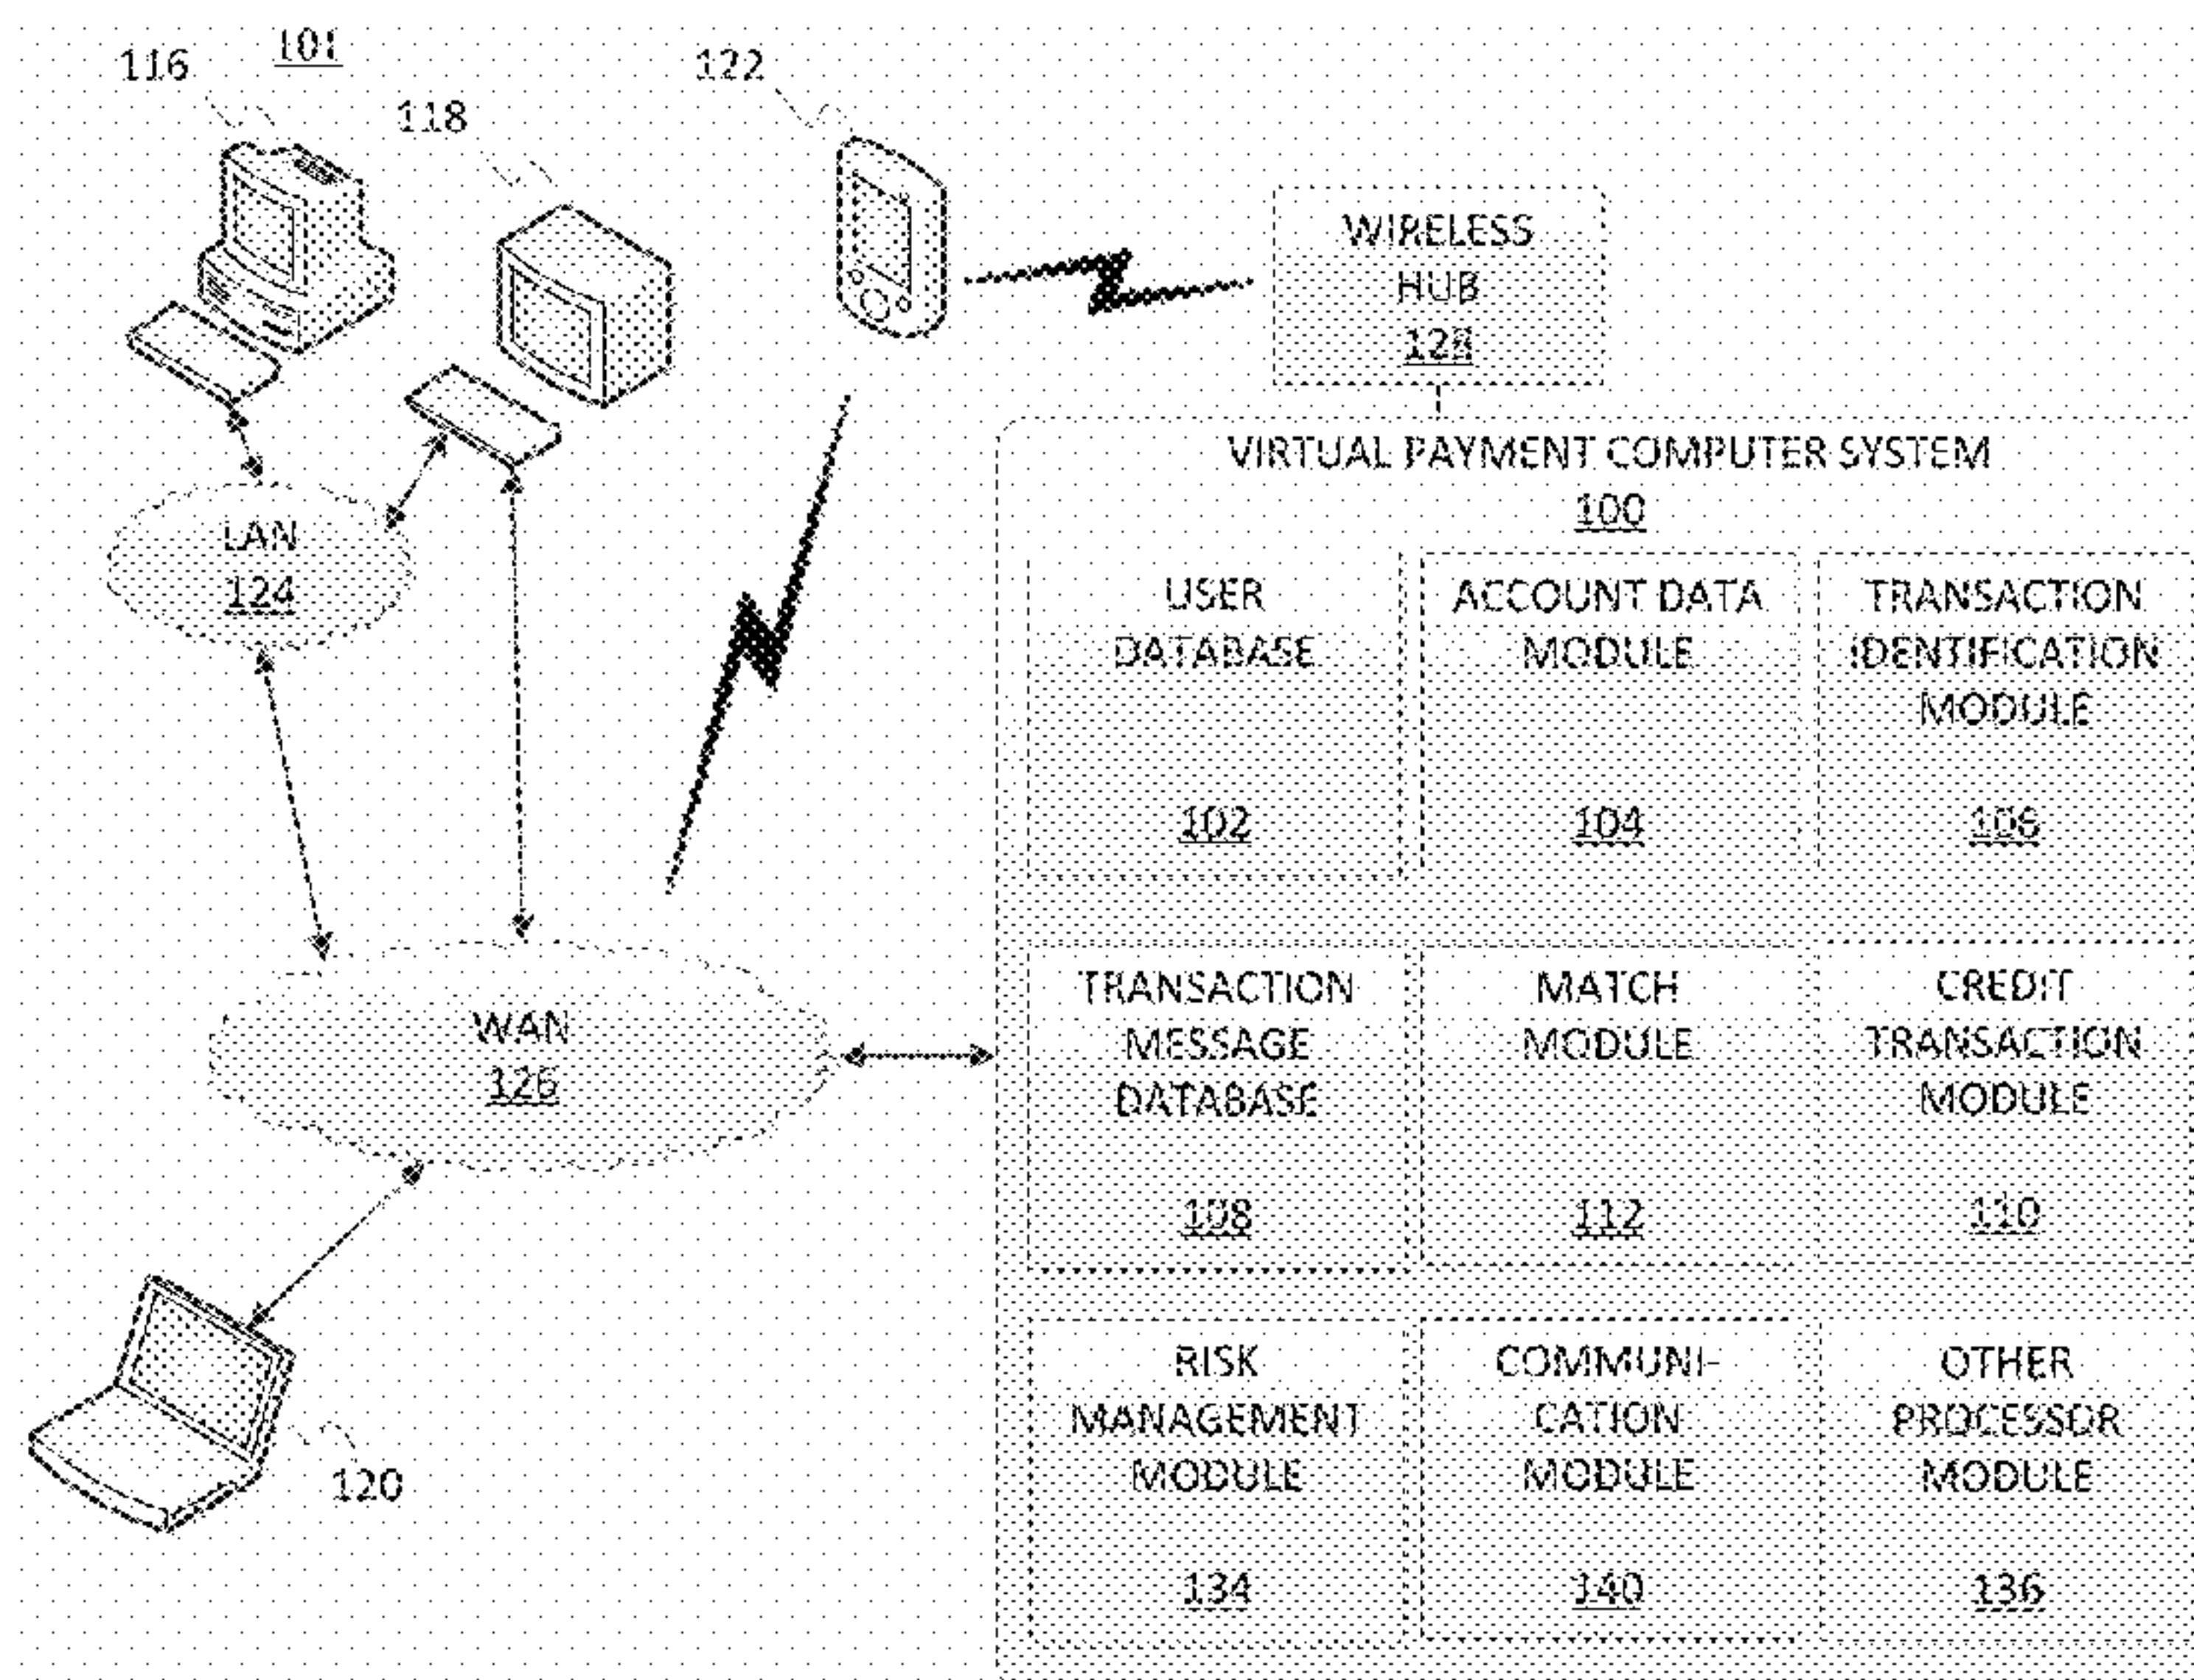 101
116
118
122
WIRELESS
HUB
128
VIRTUAL PAYMENT COMPUTER SYSTEM
100
LAN
124
USER
DATABASE
102
ACCOUNT DATA
MODULE
104
TRANSACTION
IDENTIFICATION
MODULE
106
WAN
126
TRANSACTION
MESSAGE
DATABASE
108
MATCH
MODULE
112
CREDIT
TRANSACTION
MODULE
110
120
RISK
MANAGEMENT
MODULE
134
COMMUNI-
CATION
MODULE
140
OTHER
PROCESSOR
MODULE
136